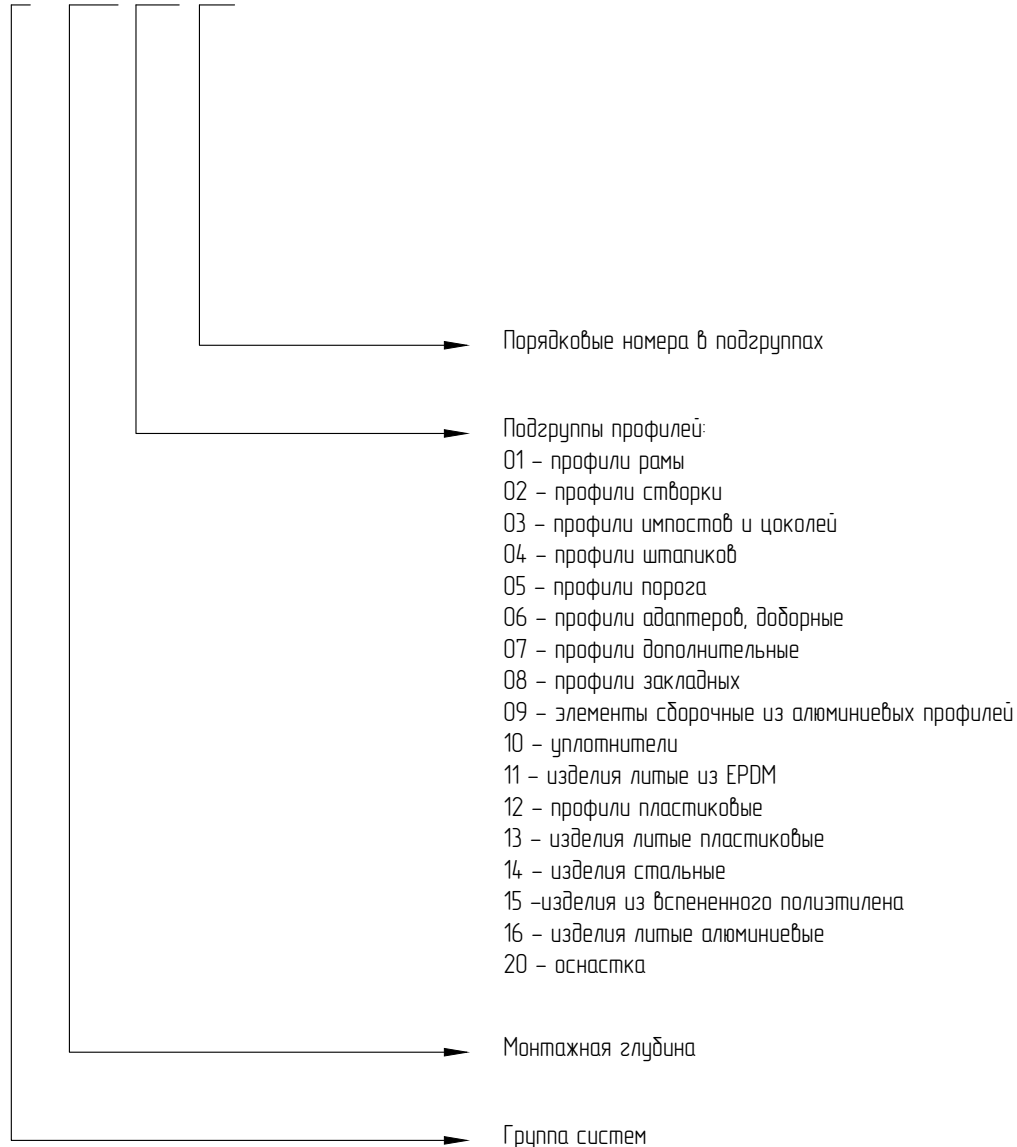 Порядковые номера в подгруппах
Подгруппы профилей:
01 – профили рамы
02 – профили створки
03 – профили импостов и цоколей
04 – профили штапиков
05 – профили порога
06 – профили адаптеров, доборные
07 – профили дополнительные
08 – профили закладных
09 – элементы сборочные из алюминиевых профилей
10 – уплотнители
11 – изделия литые из EPDM
12 – профили пластиковые
13 – изделия литые пластиковые
14 – изделия стальные
15 –изделия из вспененного полиэтилена
16 – изделия литые алюминиевые
20 – оснастка
Монтажная глубина
Группа систем